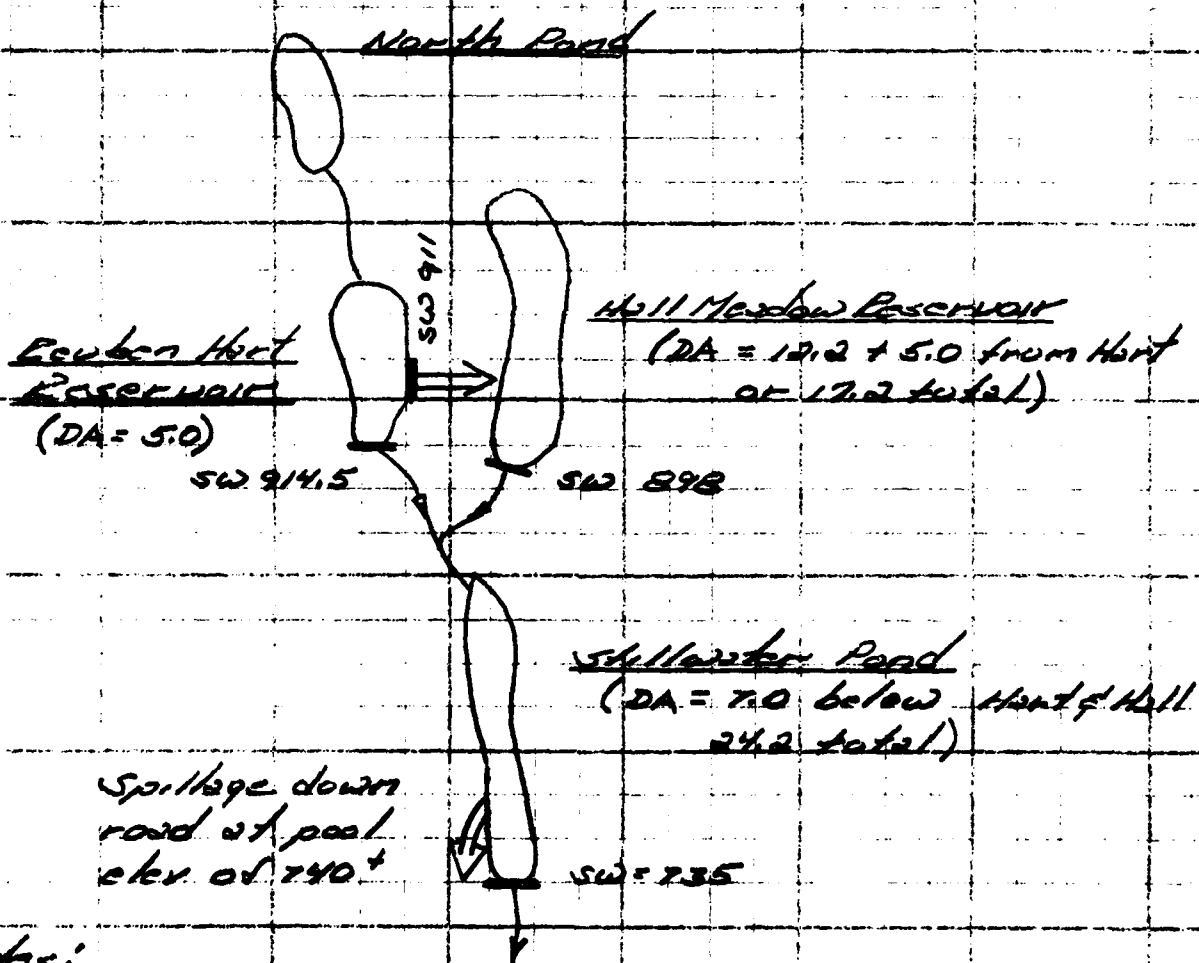 North Pond
SW 911
Hall Meadow Reservoir
(DA = 12.2 + 5.0 from Hart
or 17.2 total)
Reuben Hart
Reservoir
(DA = 5.0)
SW 914.5
SW 898
Stillwater Pond
(DA = 7.0 below Hart & Hall
24.2 total)
Spillage down
road at pool
elev of 740±
SW = 735